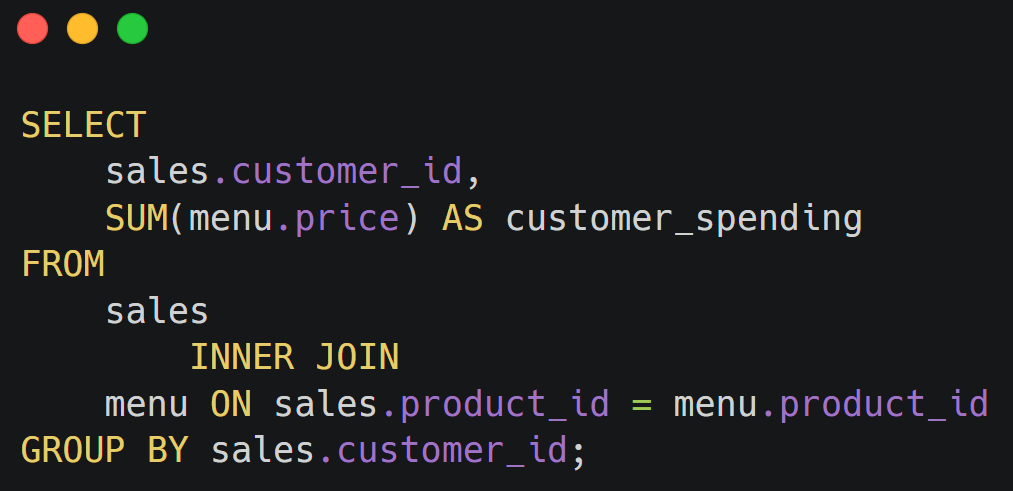 SELECT
    sales.customer_id,
    SUM(menu.price) AS customer_spending
FROM
    sales
        INNER JOIN
    menu ON sales.product_id = menu.product_id
GROUP BY sales.customer_id;